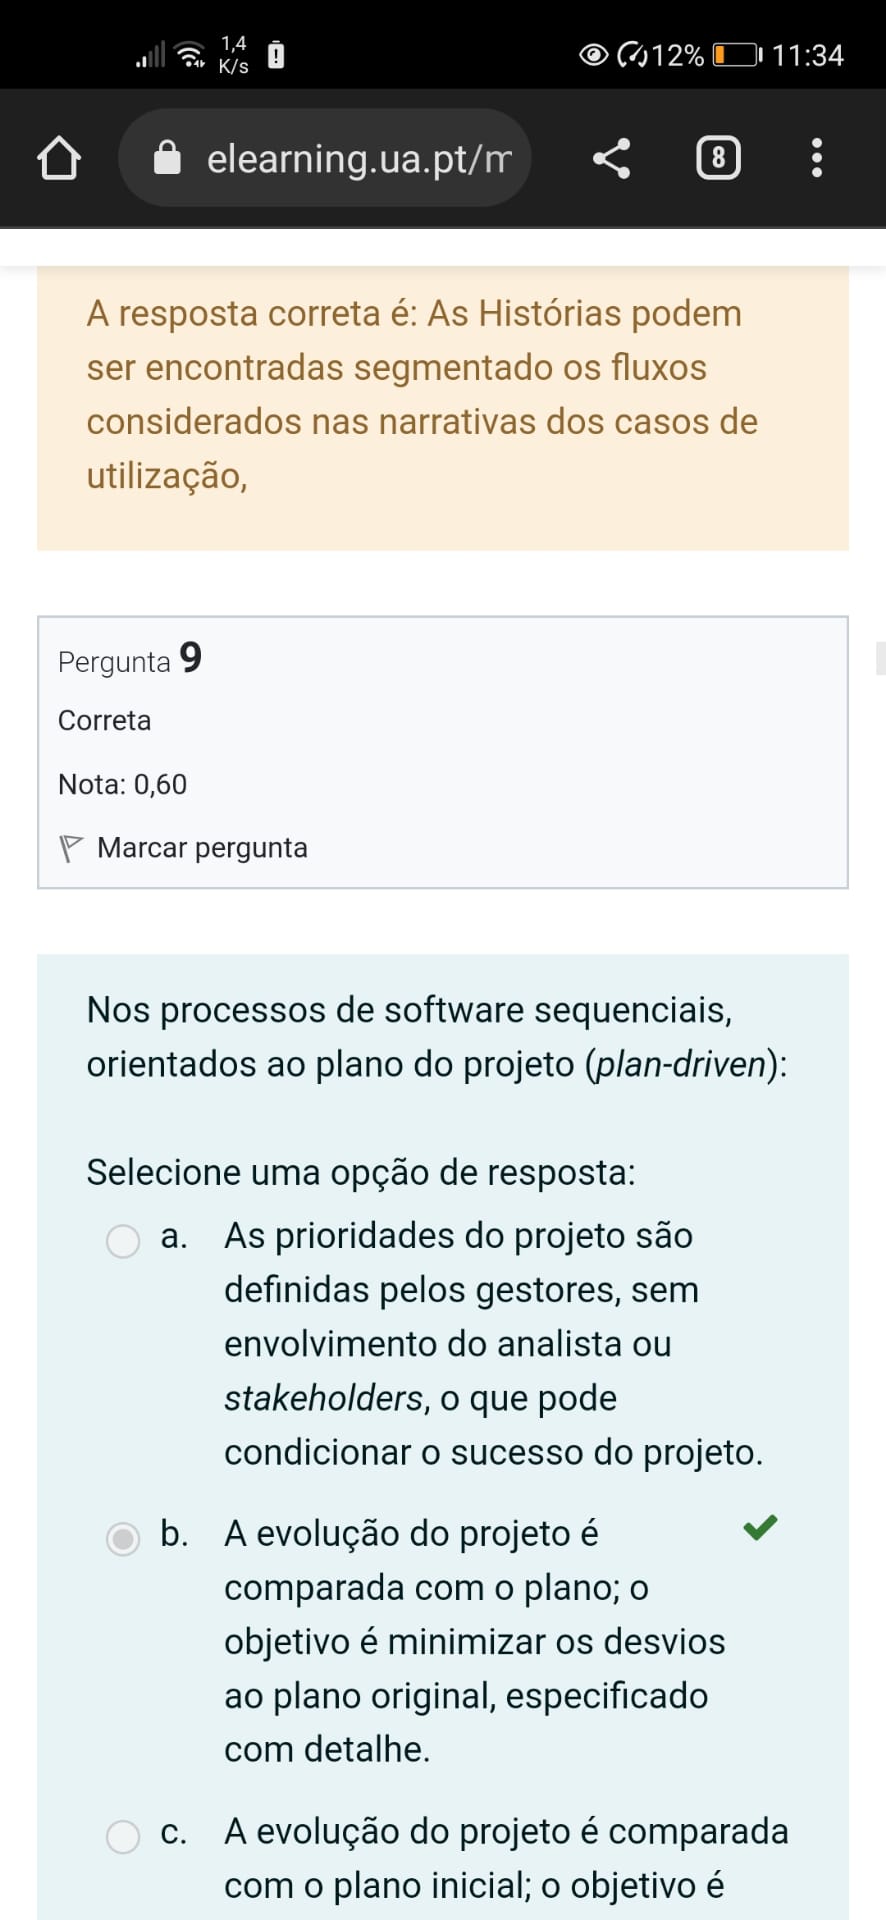 1,4
K/s
12%
11:34
elearning.ua.pt/m
8
A resposta correta é: As Histórias podem
ser encontradas segmentado os fluxos
considerados nas narrativas dos casos de
utilização,
Pergunta 9
Correta
Nota: 0,60
Marcar pergunta
Nos processos de software sequenciais,
orientados ao plano do projeto (plan-driven):
Selecione uma opção de resposta:
a. As prioridades do projeto são
definidas pelos gestores, sem
envolvimento do analista ou
stakeholders, o que pode
condicionar o sucesso do projeto.
b. A evolução do projeto é
comparada com o plano; o
objetivo é minimizar os desvios
ao plano original, especificado
com detalhe.
c. A evolução do projeto é comparada
com o plano inicial; o objetivo é